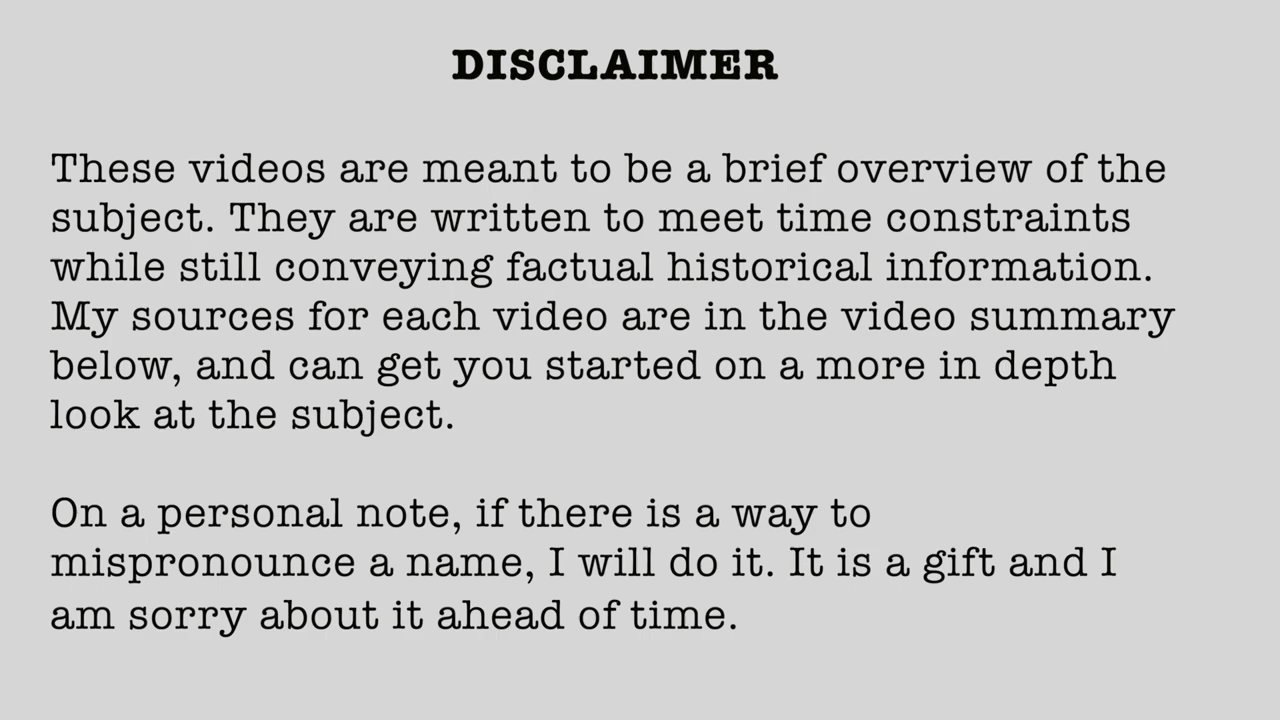 DISCLAIMER
These videos are meant to be a brief overview of the
subject. They are written to meet time constraints
while still conveying factual historical information.
My sources for each video are in the video summary
below, and can get you started on a more in depth
look at the subject.
On a personal note, if there is a way to
mispronounce a name, I will do it. It is a gift and I
am sorry about it ahead of time.